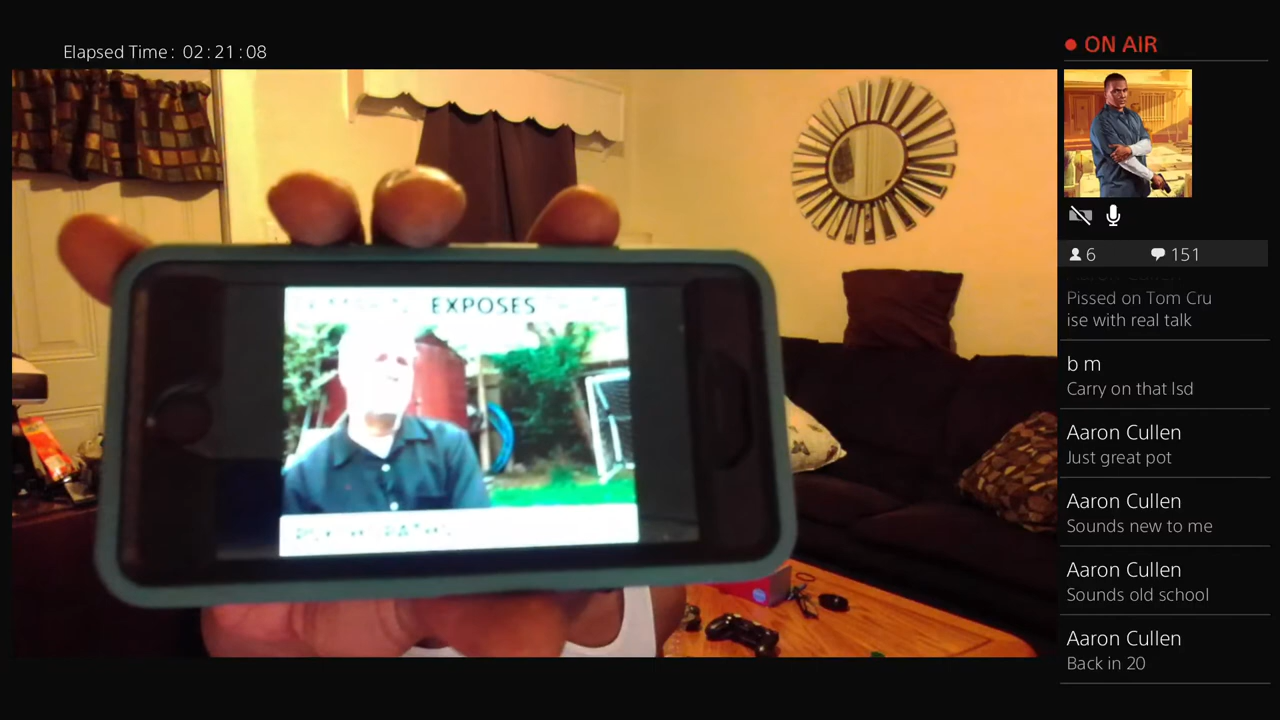 Elapsed Time: 02:21:08
ON AIR
6 151
Pissed on Tom Cru
ise with real talk
b m
Carry on that lsd
Aaron Cullen
Just great pot
Aaron Cullen
Sounds new to me
Aaron Cullen
Sounds old school
Aaron Cullen
Back in 20
EXPOSES